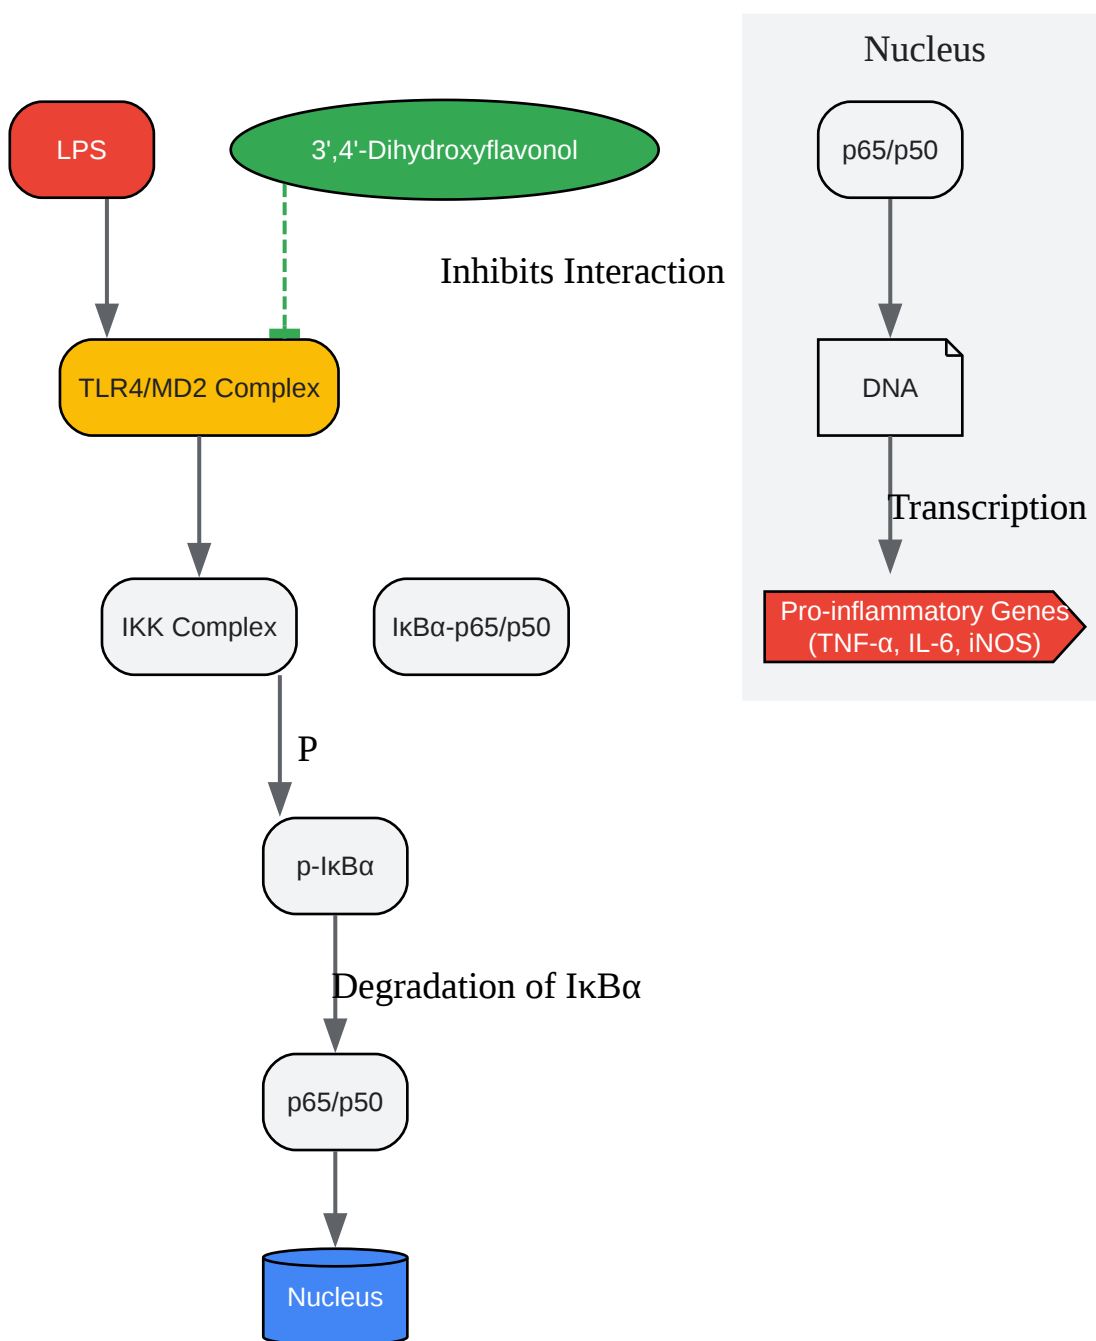 Nucleus
LPS
3',4'-Dihydroxyflavonol
p65/p50
Inhibits Interaction
TLR4/MD2 Complex
DNA
Transcription
IKK Complex
IκBα-p65/p50
Pro-inflammatory Genes
(TNF-α, IL-6, iNOS)
P
p-IκBα
Degradation of IκBα
p65/p50
Nucleus